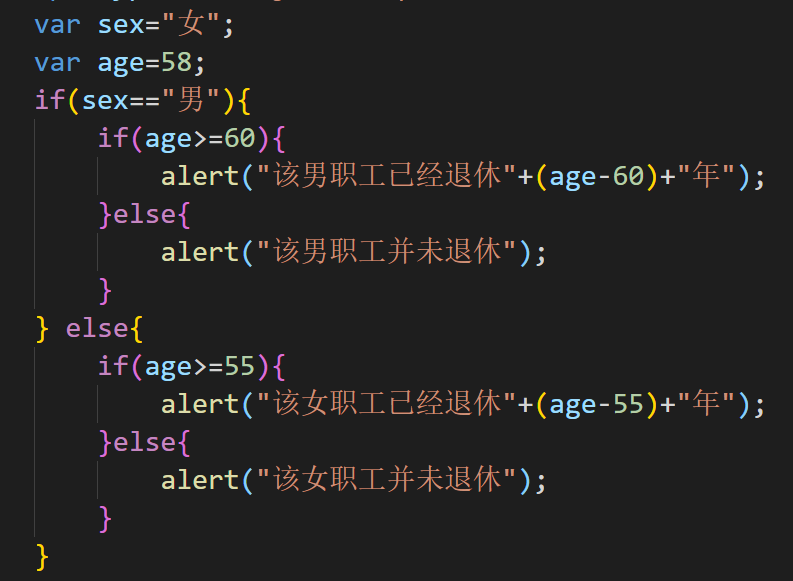 var sex="女";
var age=58;
if(sex=="男"){
    if(age>=60){
        alert("该男职工已经退休"+(age-60)+"年");
    }else{
        alert("该男职工并未退休");
    }
} else{
    if(age>=55){
        alert("该女职工已经退休"+(age-55)+"年");
    }else{
        alert("该女职工并未退休");
    }
}